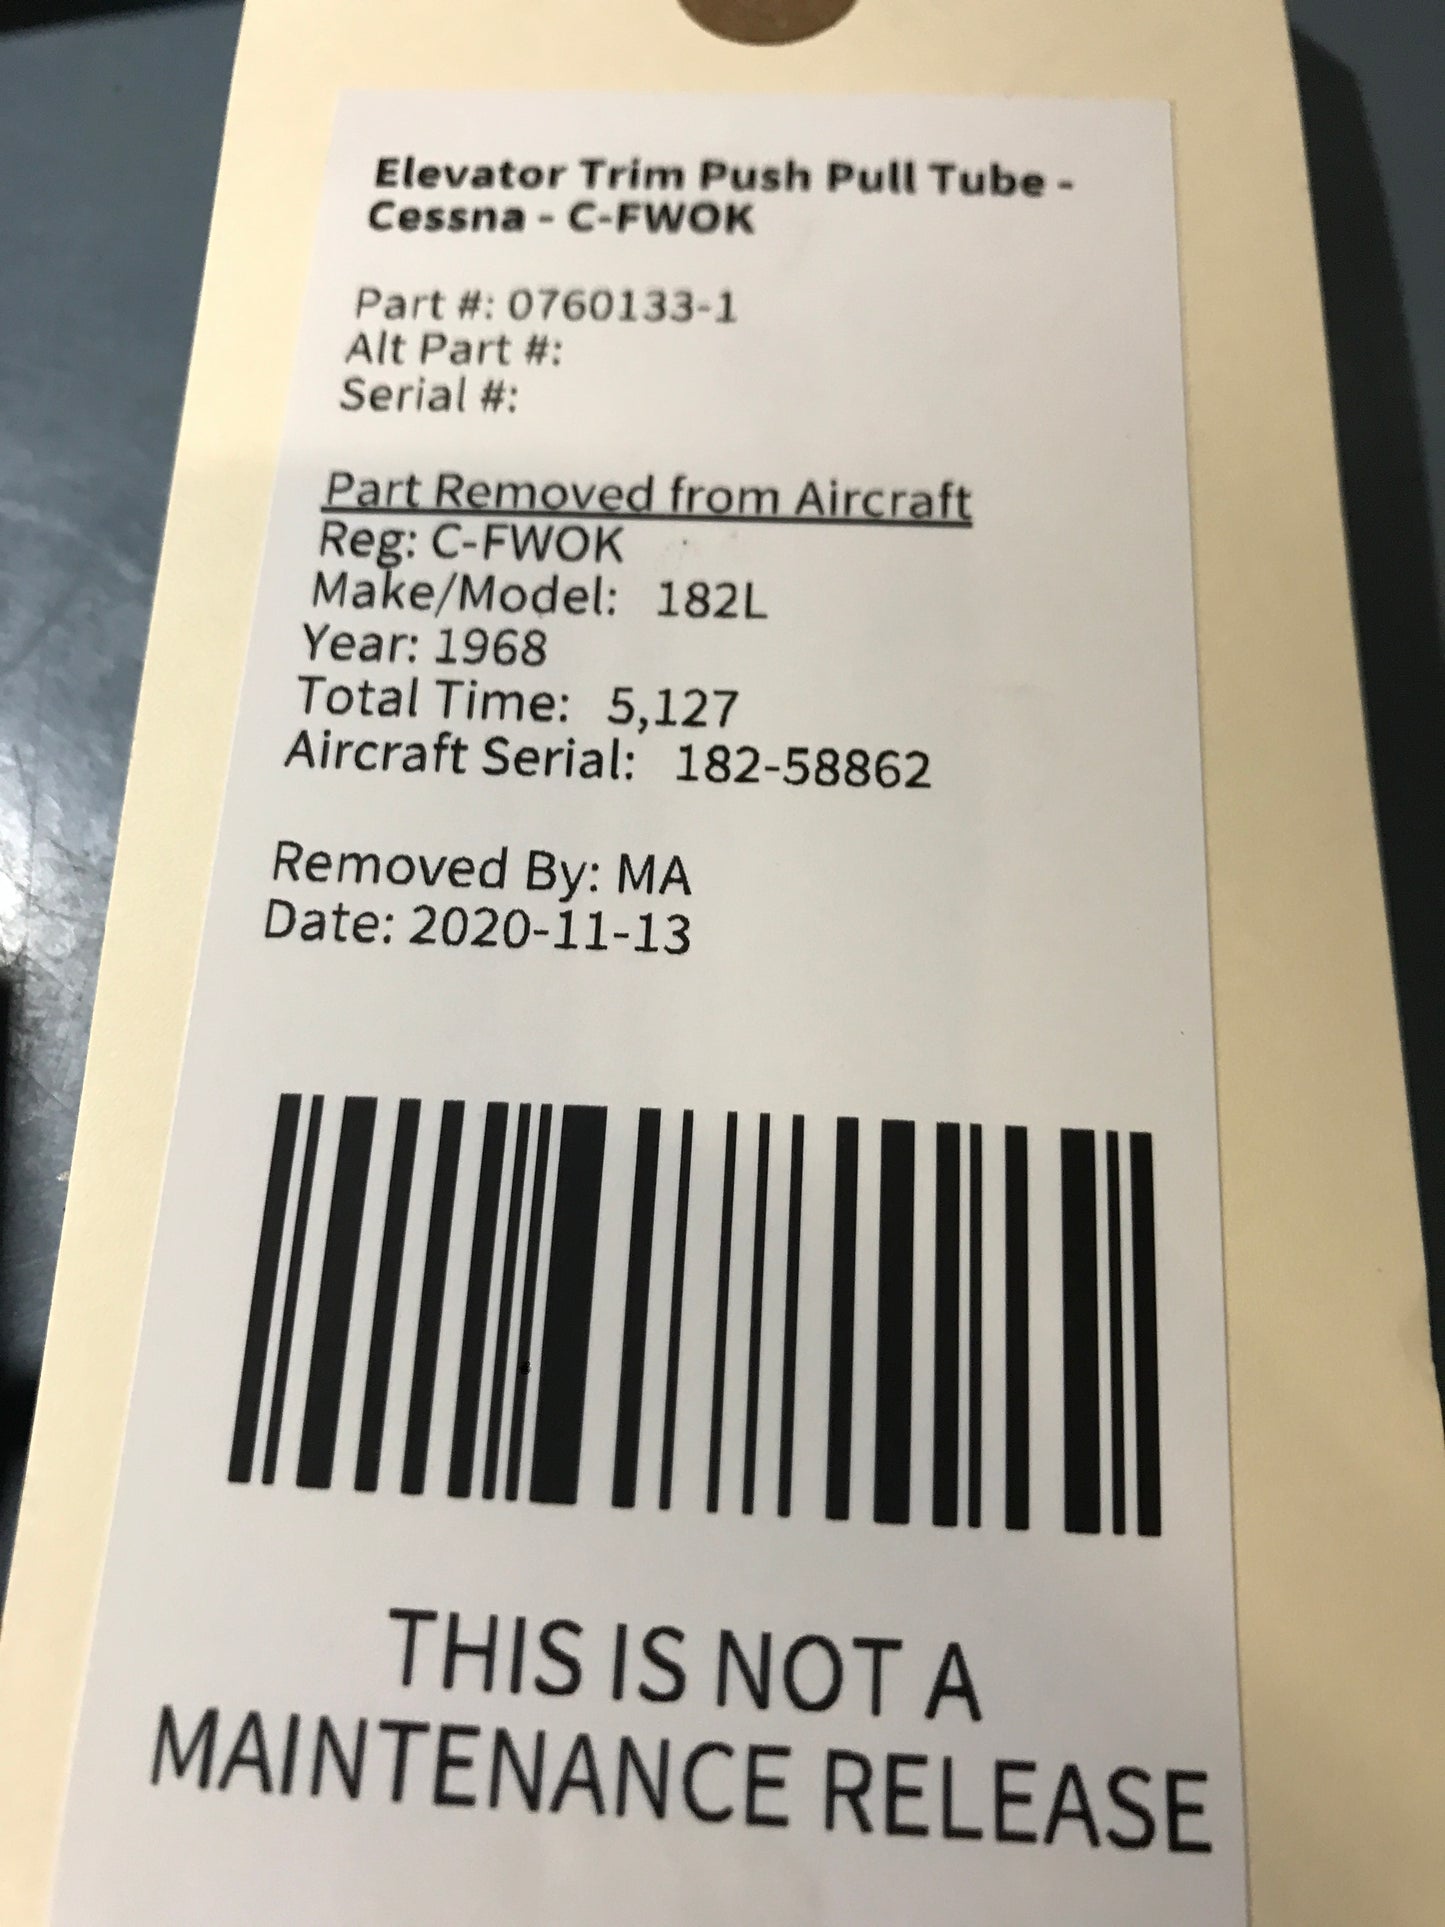 Elevator Trim Push Pull Tube -
Cessna - C-FWOK
Part #: 0760133-1
Alt Part #:
Serial #:
Part Removed from Aircraft
Reg: C-FWOK
Make/Model: 182L
Year: 1968
Total Time: 5,127
Aircraft Serial: 182-58862
Removed By: MA
Date: 2020-11-13
THIS IS NOT A
MAINTENANCE RELEASE